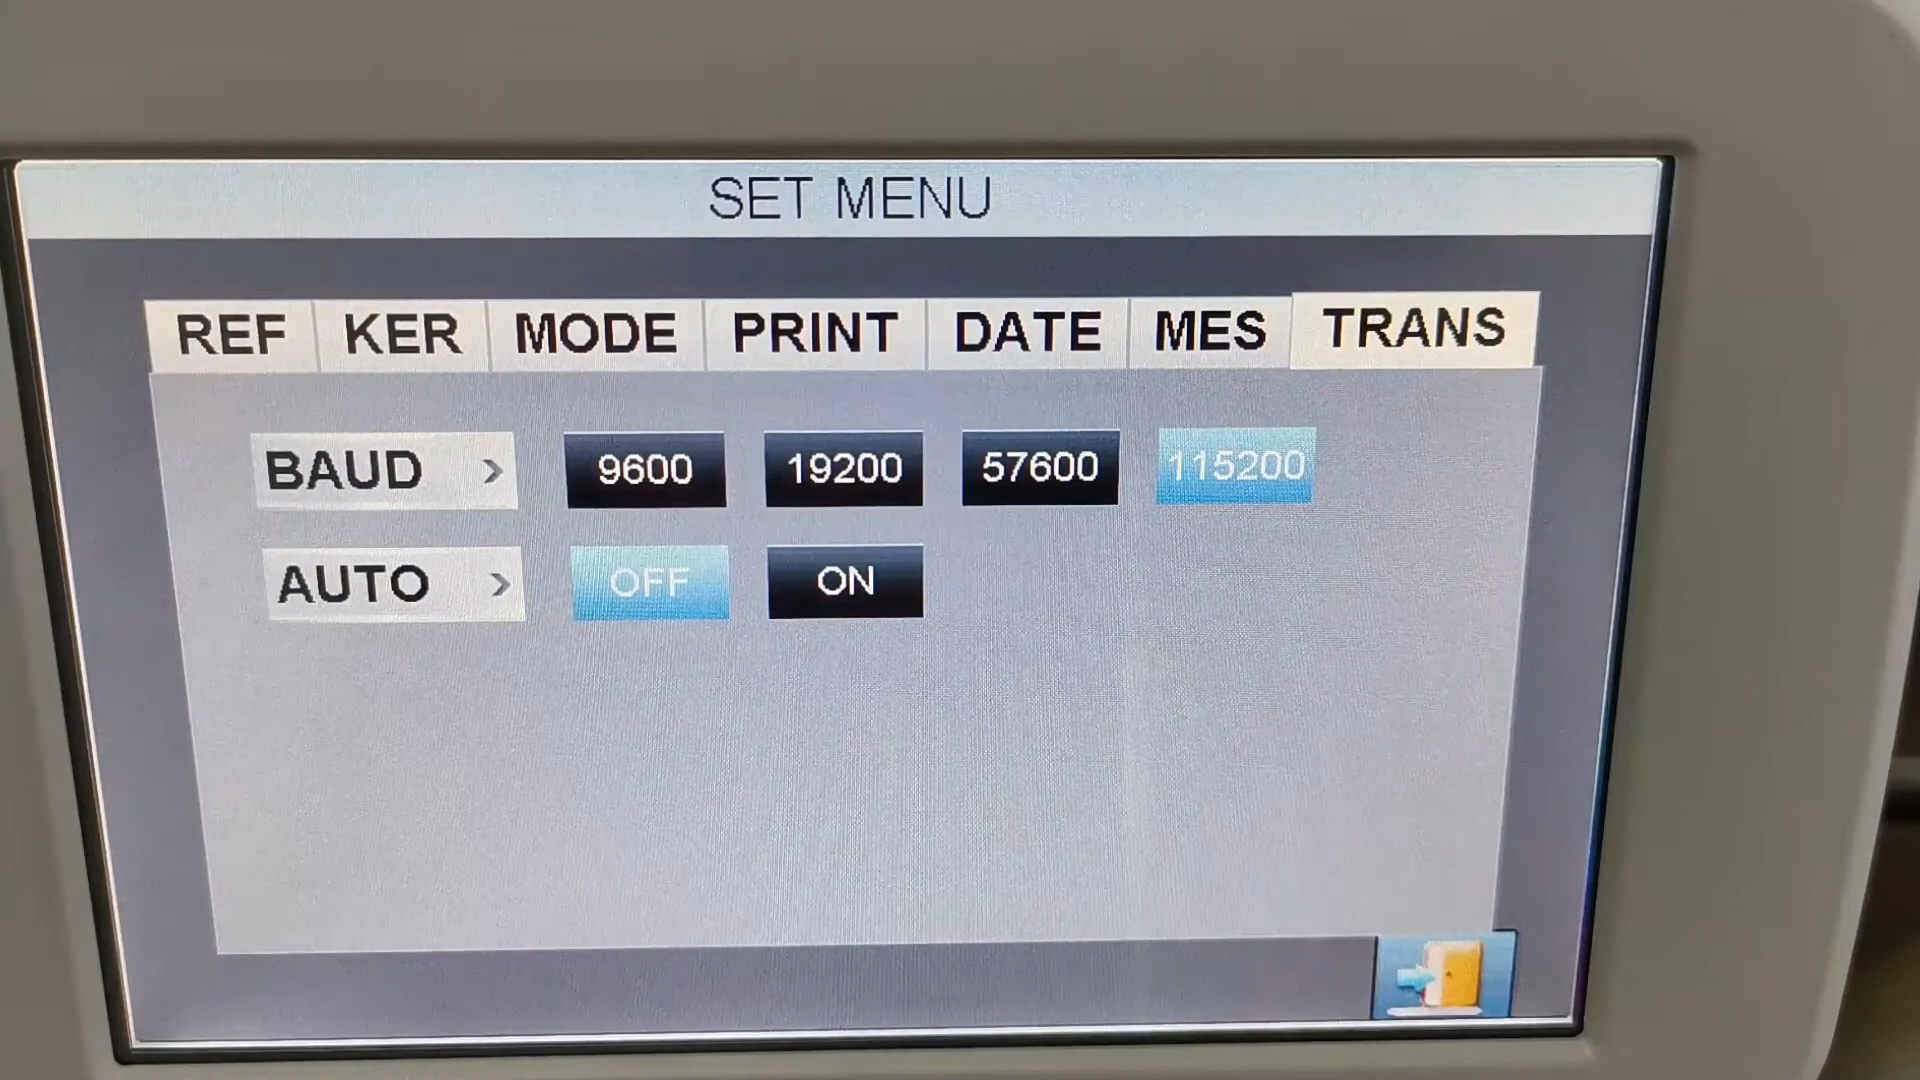 SET MENU
REF KER MODE PRINT DATE MES TRANS
BAUD > 9600 19200 57600 115200
AUTO > OFF ON